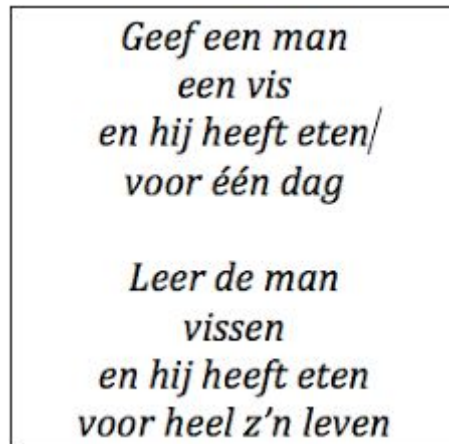 Geef een man
een vis
en hij heeft eten/
voor één dag
Leer de man
vissen
en hij heeft eten
voor heel z'n leven